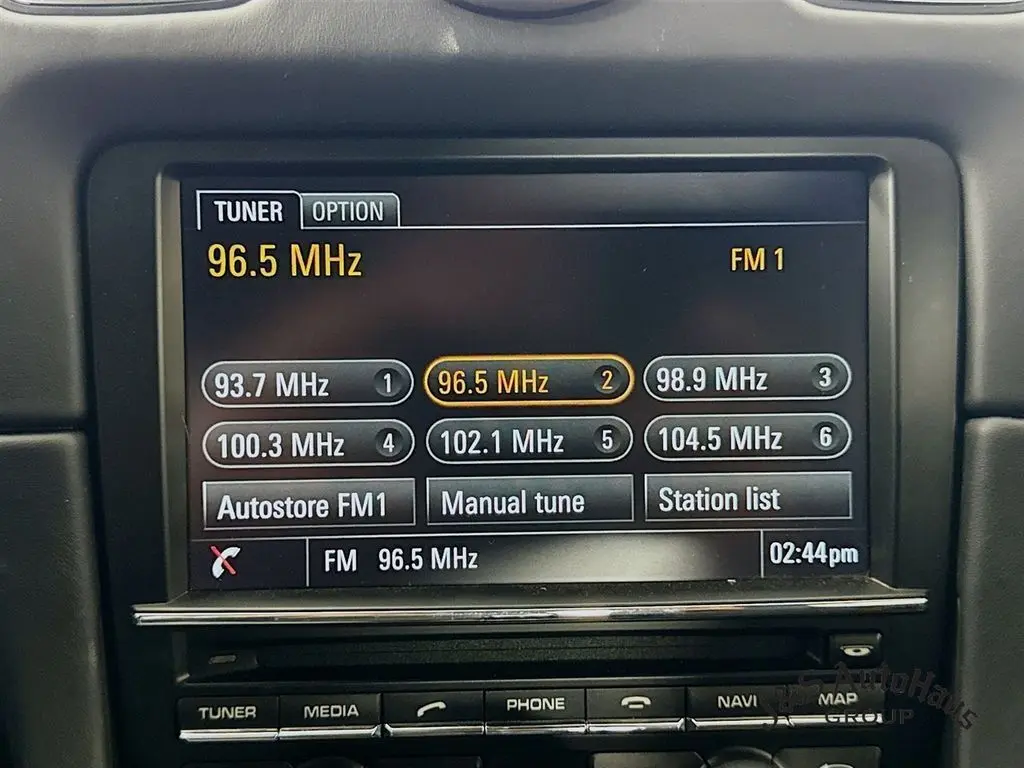 TUNER OPTION
96.5 MHz FM 1
93.7 MHz 1 96.5 MHz 2 98.9 MHz 3
100.3 MHz 4 102.1 MHz 5 104.5 MHz 6
Autostore FM1 Manual tune Station list
FM 96.5 MHz 02:44pm
TUNER MEDIA PHONE NAVI MAP
AutoHaus
GROUP